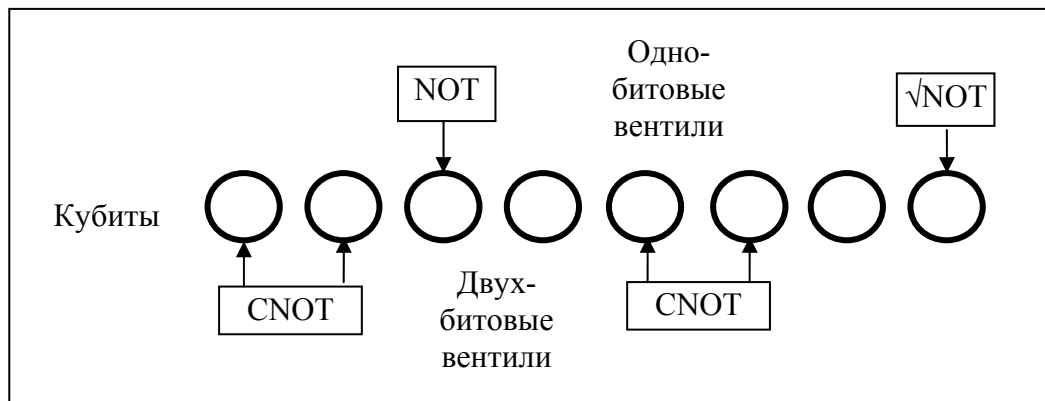 Одно-
битовые
вентили
NOT
√NOT
Кубиты
Двух-
битовые
вентили
CNOT
CNOT